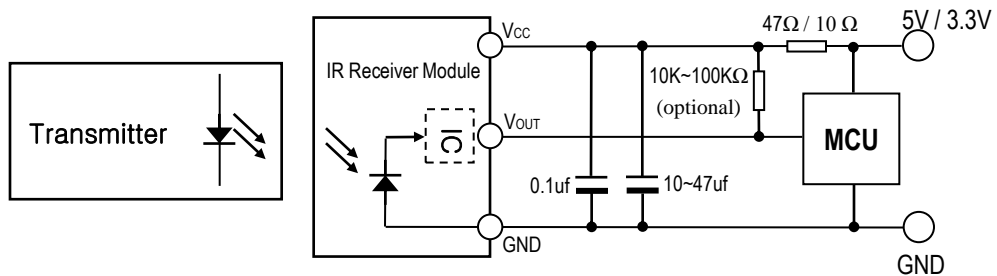 Transmitter
IR Receiver Module
IC
VCC
VOUT
GND
0.1uf
10~47uf
10K~100KΩ
(optional)
47Ω / 10 Ω
5V / 3.3V
MCU
GND